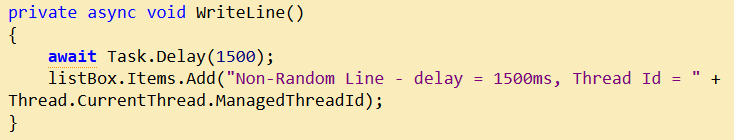 private async void WriteLine()
{
    await Task.Delay(1500);
    listBox.Items.Add("Non-Random Line - delay = 1500ms, Thread Id = " +
Thread.CurrentThread.ManagedThreadId);
}